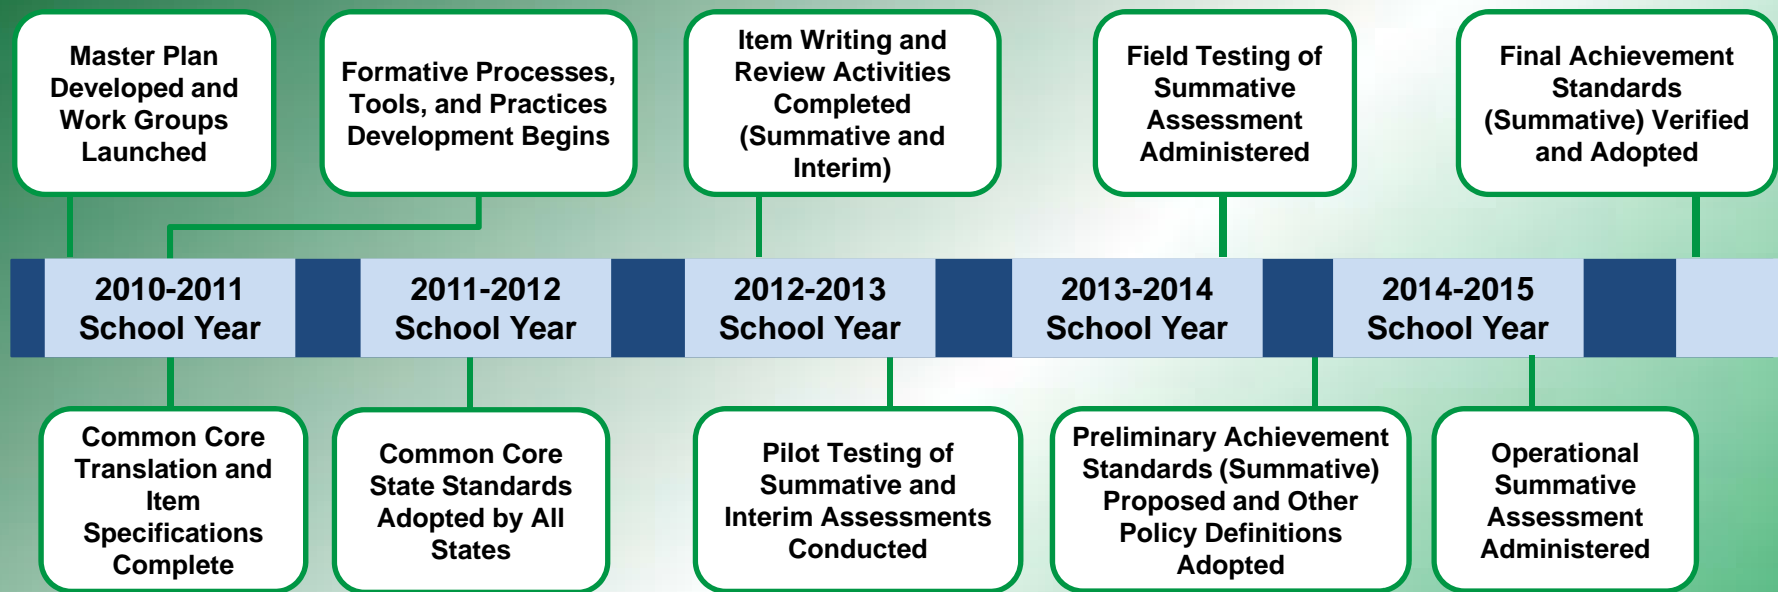 Master Plan
Developed and
Work Groups
Launched
Formative Processes,
Tools, and Practices
Development Begins
Item Writing and
Review Activities
Completed
(Summative and
Interim)
Field Testing of
Summative
Assessment
Administered
Final Achievement
Standards
(Summative) Verified
and Adopted
2010-2011
School Year
2011-2012
School Year
2012-2013
School Year
2013-2014
School Year
2014-2015
School Year
Common Core
Translation and
Item
Specifications
Complete
Common Core
State Standards
Adopted by All
States
Pilot Testing of
Summative and
Interim Assessments
Conducted
Preliminary Achievement
Standards (Summative)
Proposed and Other
Policy Definitions
Adopted
Operational
Summative
Assessment
Administered